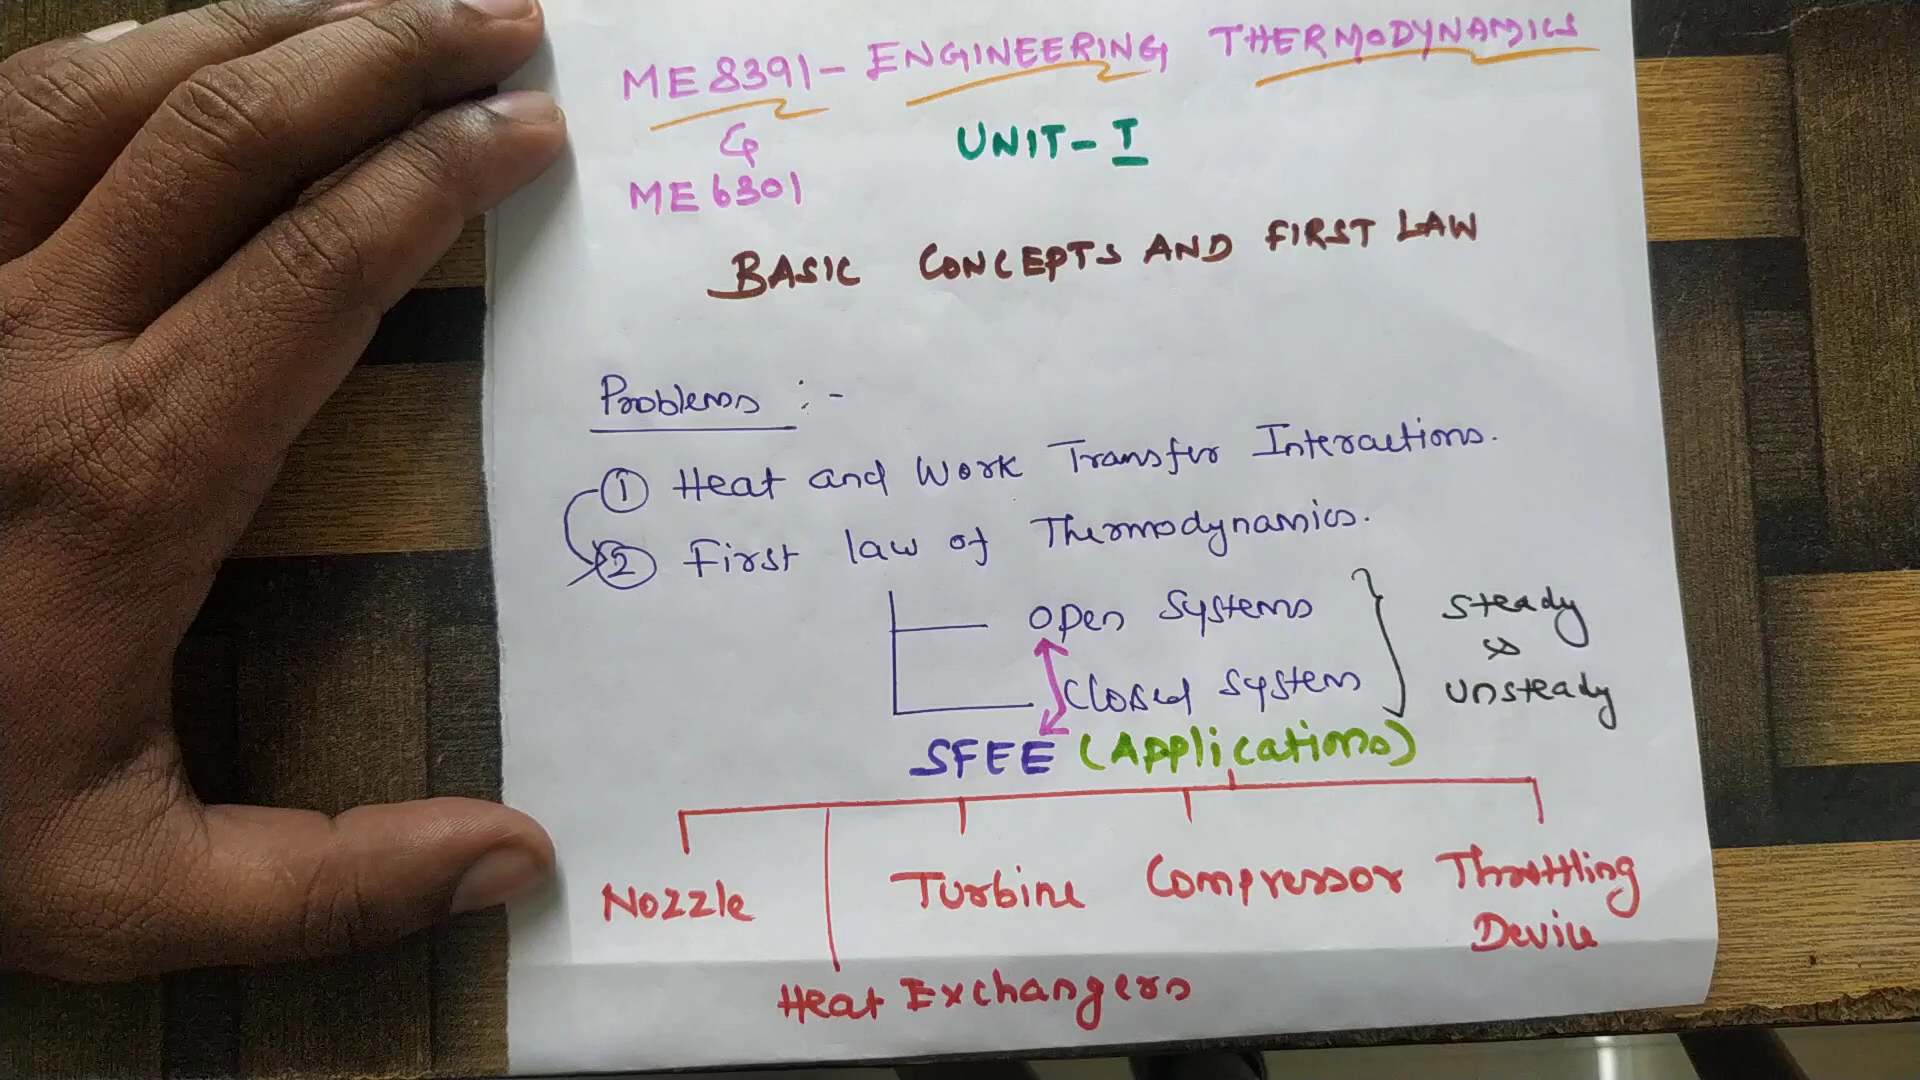 ME8391 - ENGINEERING THERMODYNAMICS
UNIT-I
ME6301
BASIC CONCEPTS AND FIRST LAW
Problems :-
① Heat and Work Transfer Interactions.
② First law of Thermodynamics.
Open Systems
Closed System
Steady
Unsteady
SFEE (Applications)
Nozzle
Turbine
Compressor
Throttling
Device
Heat Exchangers